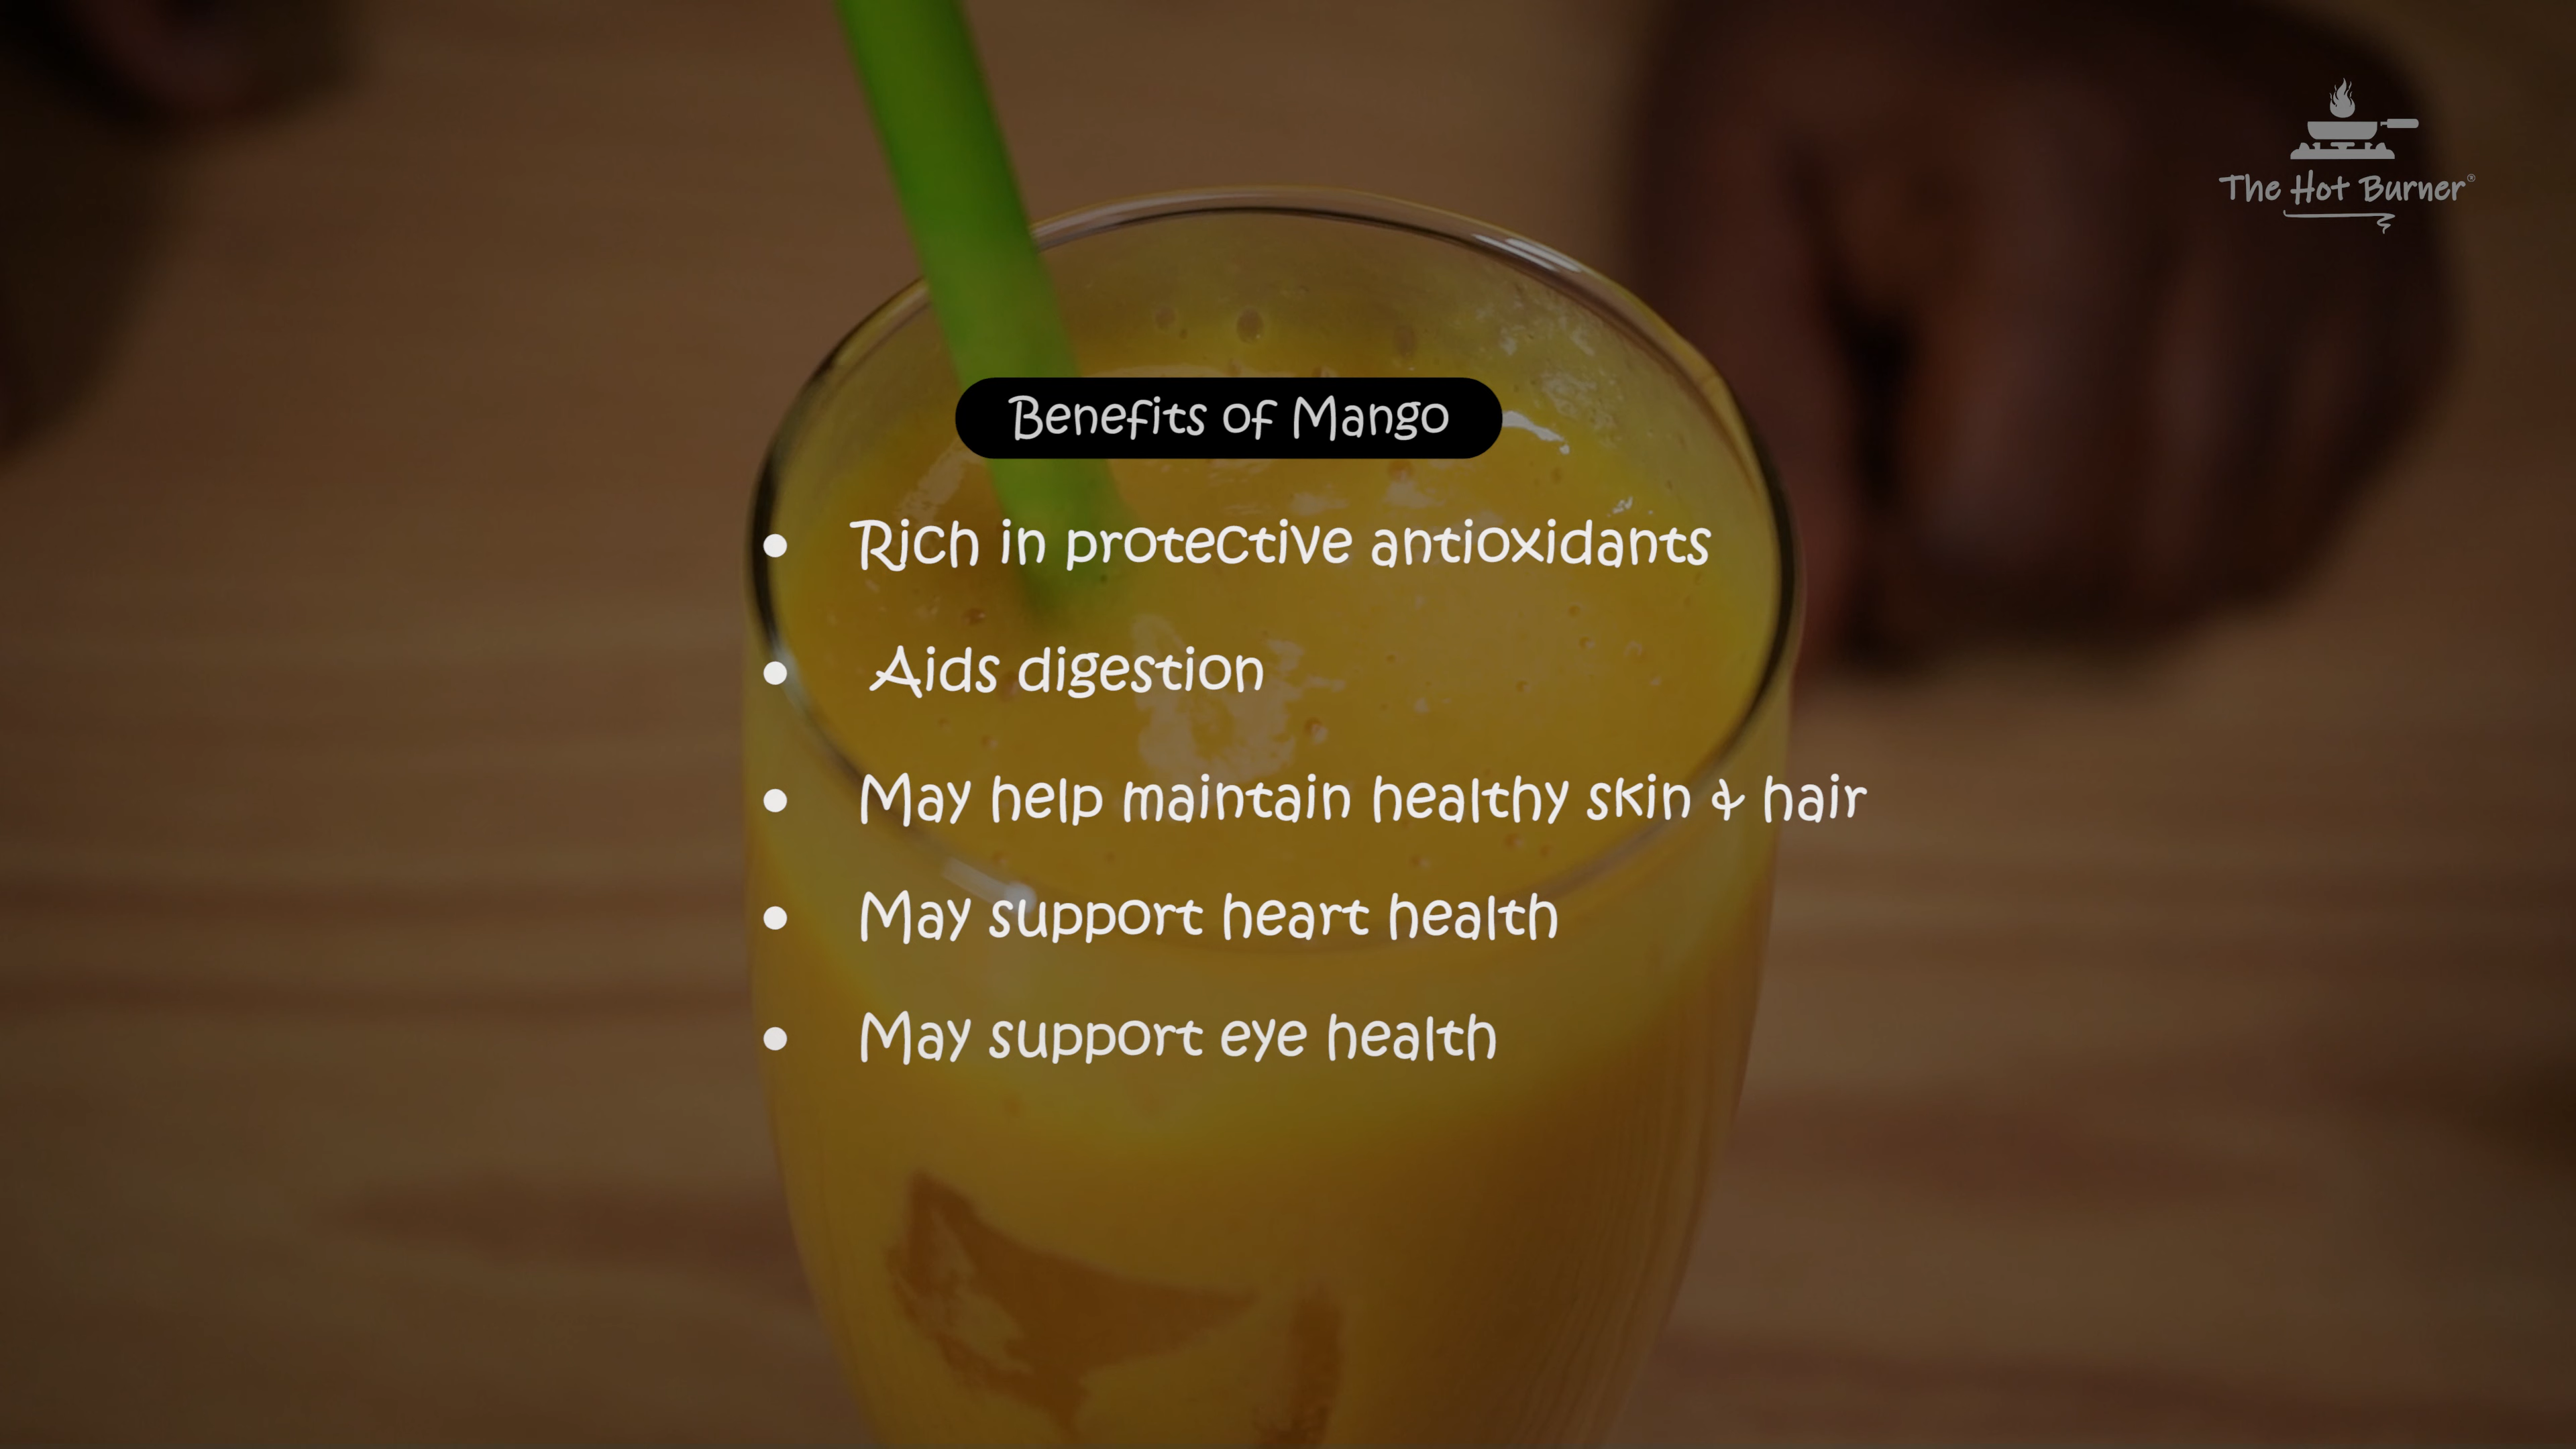 The Hot Burner®
Benefits of Mango
• Rich in protective antioxidants
• Aids digestion
• May help maintain healthy skin & hair
• May support heart health
• May support eye health